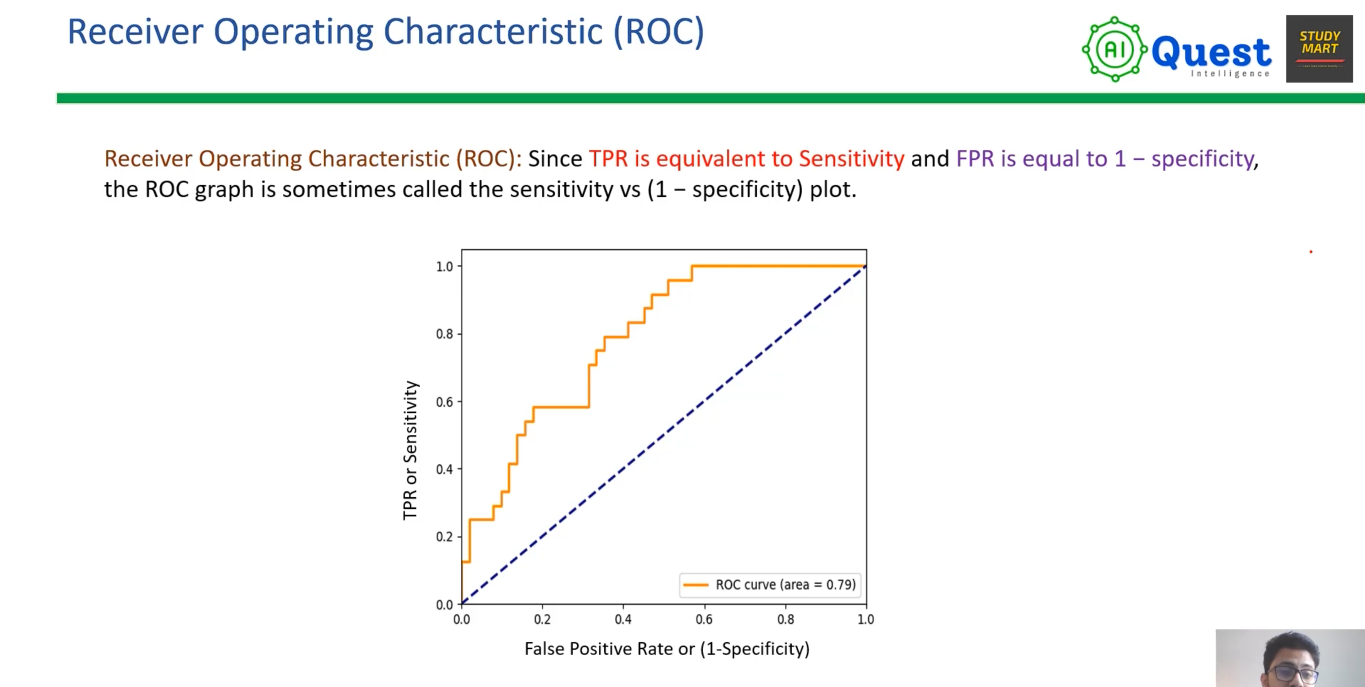 Receiver Operating Characteristic (ROC)
AI Quest
Intelligence
STUDY
MART
Receiver Operating Characteristic (ROC): Since TPR is equivalent to Sensitivity and FPR is equal to 1 − specificity,
the ROC graph is sometimes called the sensitivity vs (1 − specificity) plot.
TPR or Sensitivity
1.0
0.8
0.6
0.4
0.2
0.0
ROC curve (area = 0.79)
0.0 0.2 0.4 0.6 0.8 1.0
False Positive Rate or (1-Specificity)